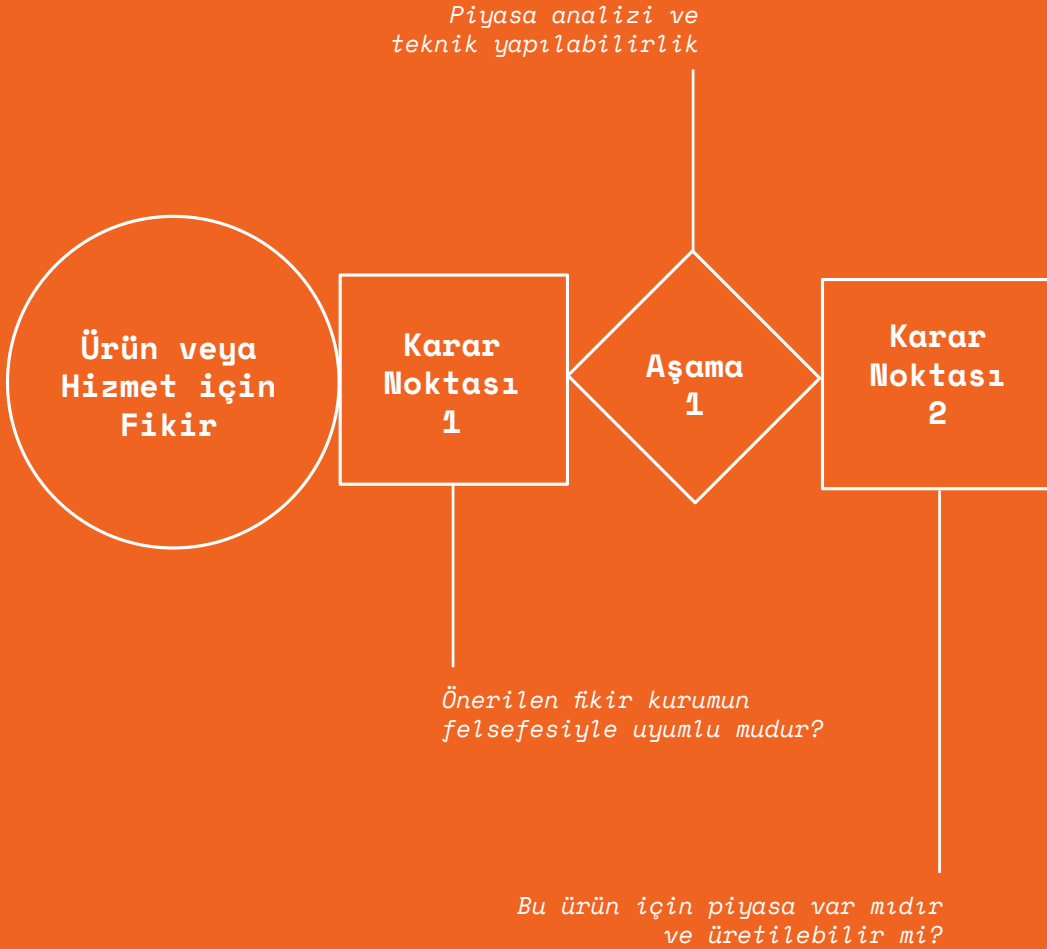 Piyasa analizi ve
teknik yapılabilirlik
Ürün veya
Hizmet için
Fikir
Karar
Noktası
1
Aşama
1
Karar
Noktası
2
Önerilen fikir kurumun
felsefesiyle uyumlu mudur?
Bu ürün için piyasa var mıdır
ve üretilebilir mi?